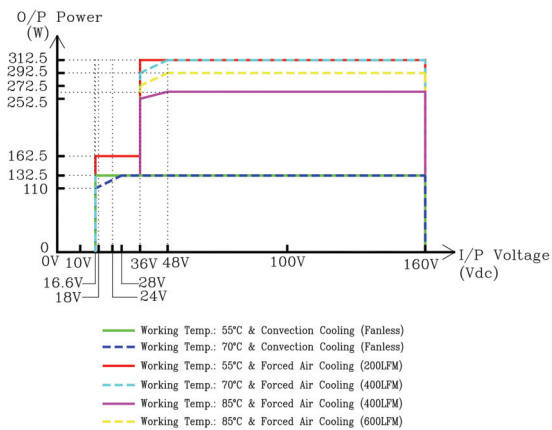 O/P Power
(W)
312.5
292.5
272.5
252.5
162.5
132.5
110
0
0V 10V 36V 48V 100V 160V
I/P Voltage
(Vdc)
16.6V 28V
18V 24V
Working Temp.: 55°C & Convection Cooling (Fanless)
Working Temp.: 70°C & Convection Cooling (Fanless)
Working Temp.: 55°C & Forced Air Cooling (200LFM)
Working Temp.: 70°C & Forced Air Cooling (400LFM)
Working Temp.: 85°C & Forced Air Cooling (400LFM)
Working Temp.: 85°C & Forced Air Cooling (600LFM)